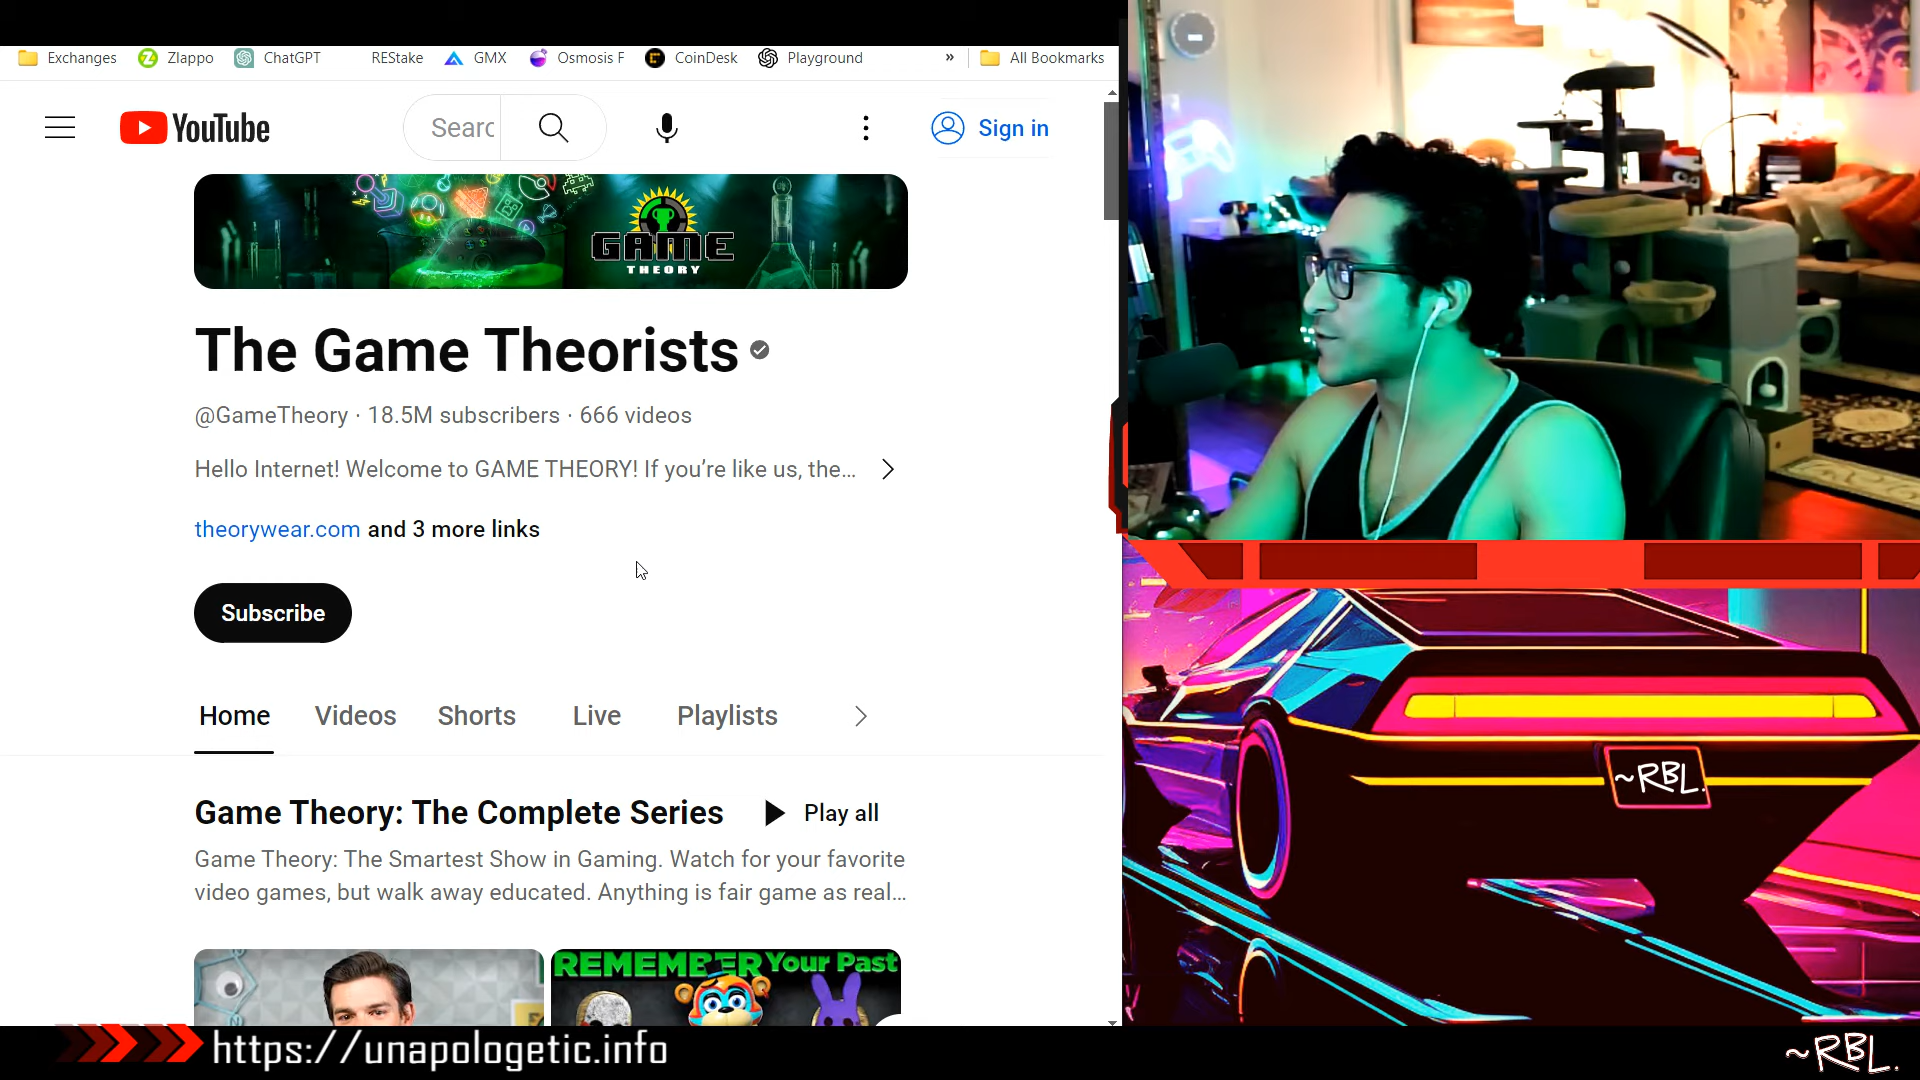 Exchanges Zlappo ChatGPT REStake GMX Osmosis F CoinDesk Playground » All Bookmarks
YouTube Searc Sign in
GAME
THEORY
The Game Theorists
@GameTheory · 18.5M subscribers · 666 videos
Hello Internet! Welcome to GAME THEORY! If you’re like us, the...
theorywear.com and 3 more links
Subscribe
Home Videos Shorts Live Playlists
Game Theory: The Complete Series Play all
Game Theory: The Smartest Show in Gaming. Watch for your favorite
video games, but walk away educated. Anything is fair game as real...
REMEMBER Your Past
~RBL.
https://unapologetic.info
~RBL.